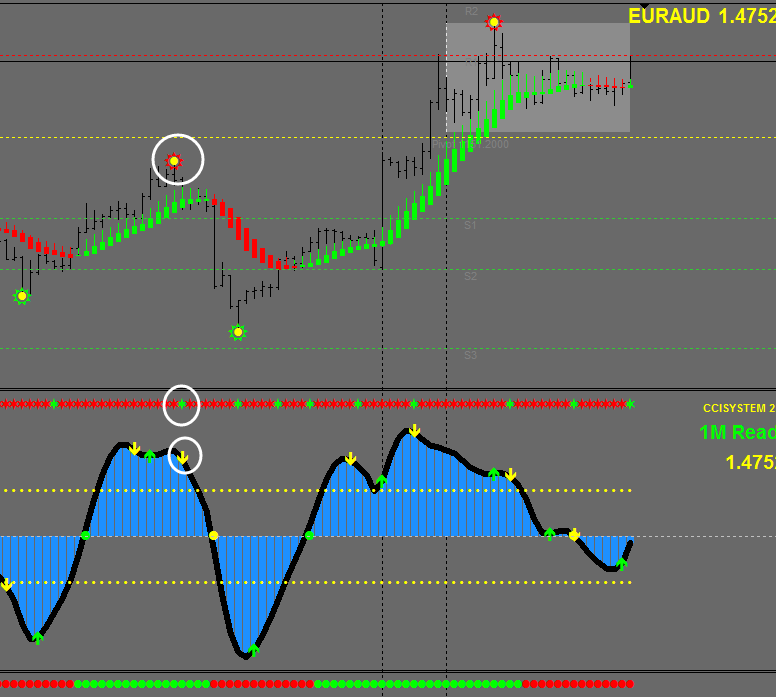 R2
EURAUD 1.4752
S1
S2
S3
CCISYSTEM 2
1M Read
1.4752